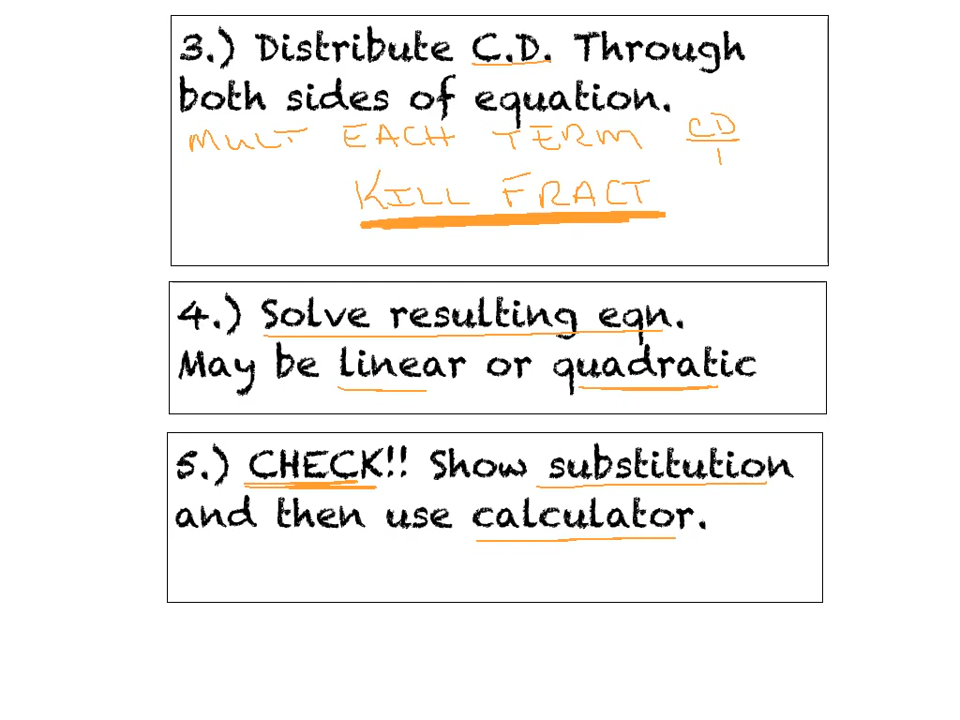 3.) Distribute C.D. Through
both sides of equation.
MULT EACH TERM CD/1
KILL FRACT
4.) Solve resulting eqn.
May be linear or quadratic
5.) CHECK!! Show substitution
and then use calculator.